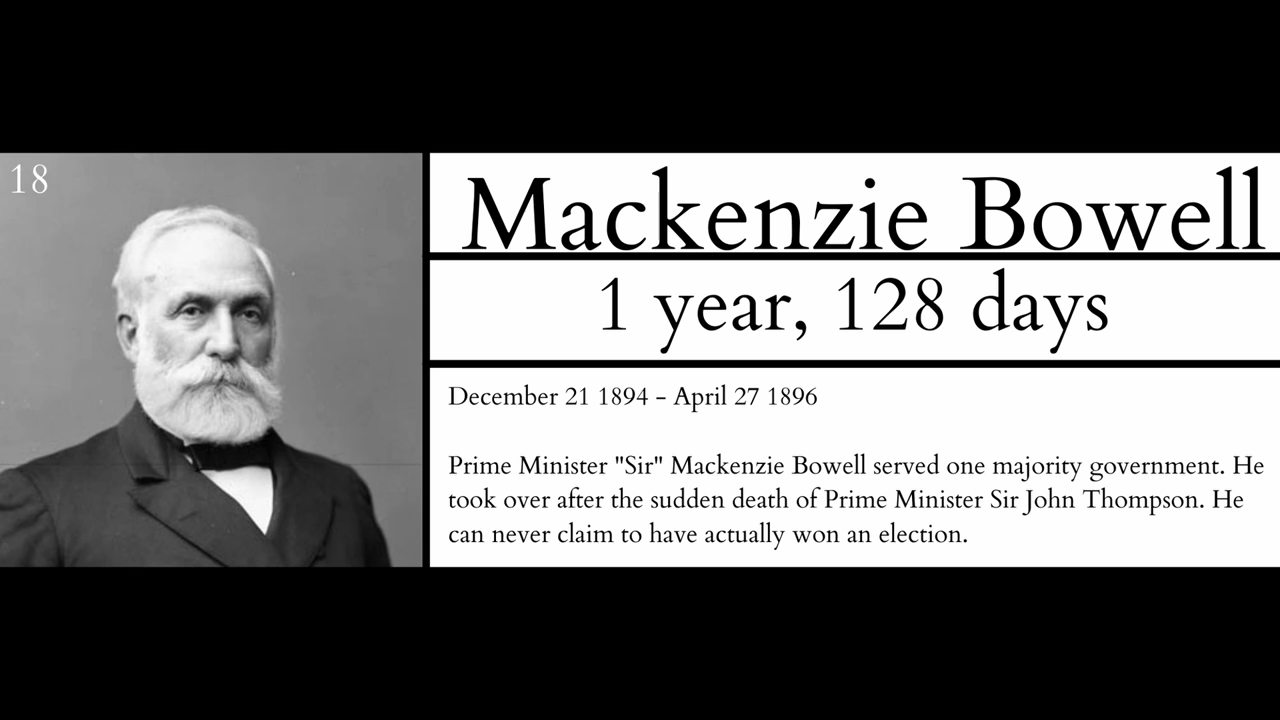 18
Mackenzie Bowell
1 year, 128 days
December 21 1894 - April 27 1896
Prime Minister "Sir" Mackenzie Bowell served one majority government. He
took over after the sudden death of Prime Minister Sir John Thompson. He
can never claim to have actually won an election.